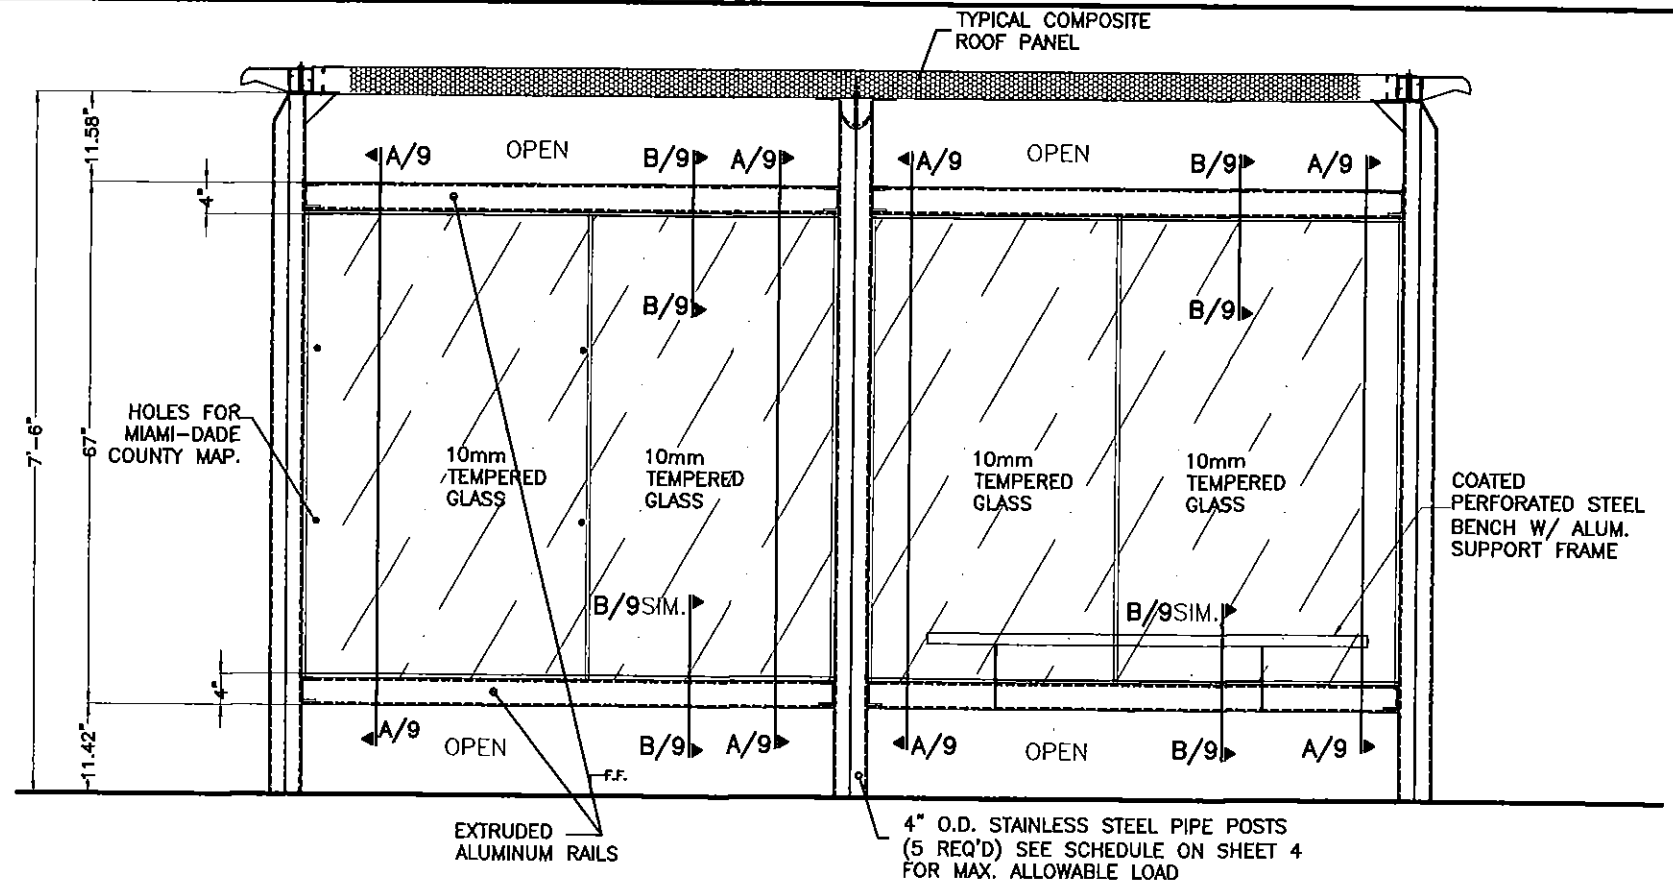 TYPICAL COMPOSITE
ROOF PANEL
11.58"
A/9
OPEN
B/9
A/9
A/9
OPEN
B/9
A/9
4"
B/9
B/9
HOLES FOR
MIAMI-DADE
COUNTY MAP.
7'-6"
67"
10mm
TEMPERED
GLASS
10mm
TEMPERED
GLASS
10mm
TEMPERED
GLASS
10mm
TEMPERED
GLASS
COATED
PERFORATED STEEL
BENCH W/ ALUM.
SUPPORT FRAME
B/9SIM.
B/9SIM.
4"
11.42"
A/9
OPEN
B/9
A/9
A/9
OPEN
B/9
A/9
F.F.
EXTRUDED
ALUMINUM RAILS
4" O.D. STAINLESS STEEL PIPE POSTS
(5 REQ'D) SEE SCHEDULE ON SHEET 4
FOR MAX. ALLOWABLE LOAD